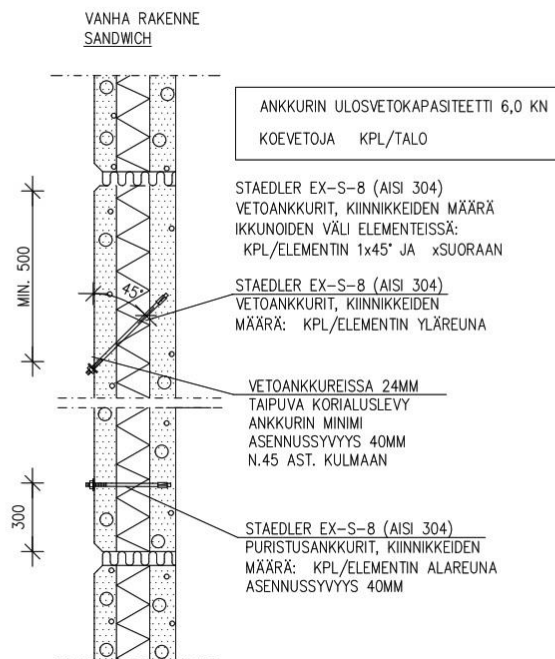 VANHA RAKENNE
SANDWICH
ANKKURIN ULOSVETOKAPASITEETTI 6,0 KN
KOEVETOJA KPL/TALO
STAEDLER EX-S-8 (AISI 304)
VETOANKKURIT, KIINNIKKEIDEN MÄÄRÄ
IKKUNOIDEN VÄLI ELEMENTEISSÄ:
KPL/ELEMENTIN 1x45° JA xSUORAAN
MIN. 500
45°
STAEDLER EX-S-8 (AISI 304)
VETOANKKURIT, KIINNIKKEIDEN
MÄÄRÄ: KPL/ELEMENTIN YLÄREUNA
VETOANKKUREISSA 24MM
TAIPUVA KORIALUSLEVY
ANKKURIN MINIMI
ASENNUSSYVYYS 40MM
N.45 AST. KULMAAN
300
STAEDLER EX-S-8 (AISI 304)
PURISTUSANKKURIT, KIINNIKKEIDEN
MÄÄRÄ: KPL/ELEMENTIN ALAREUNA
ASENNUSSYVYYS 40MM